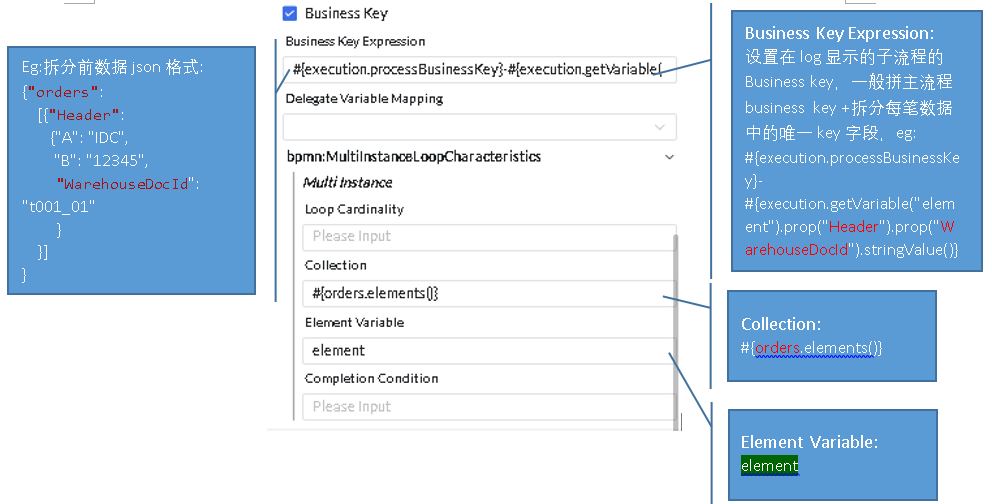 Eg:拆分前数据 json 格式:
{"orders":
[{"Header":
{"A": "IDC",
"B": "12345",
"WarehouseDocId":
"t001_01"
}
}]
}
Business Key
Business Key Expression
#{execution.processBusinessKey}-#{execution.getVariable(
Delegate Variable Mapping
bpmn:MultiInstanceLoopCharacteristics
Multi Instance
Loop Cardinality
Please Input
Collection
#{orders.elements()}
Element Variable
element
Completion Condition
Please Input
Business Key Expression:
设置在 log 显示的子流程的
Business key，一般拼主流程
business key +拆分每笔数据
中的唯一 key 字段，eg:
#{execution.processBusinessKe
y}-
#{execution.getVariable("elem
ent").prop("Header").prop("W
arehouseDocId").stringValue()}
Collection:
#{orders.elements()}
Element Variable:
element